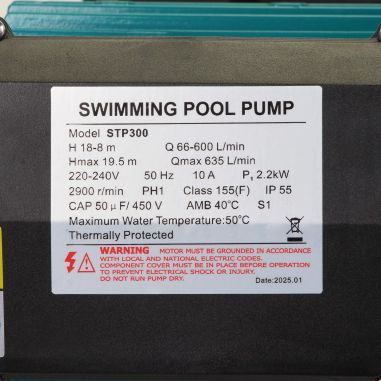 SWIMMING POOL PUMP
Model STP300
H 18-8 m Q 66-600 L/min
Hmax 19.5 m Qmax 635 L/min
220-240V 50 Hz 10 A P₁ 2.2kW
2900 r/min PH1 Class 155(F) IP 55
CAP 50 μF/ 450 V AMB 40°C S1
Maximum Water Temperature:50°C
Thermally Protected
WARNING MOTOR MUST BE GROUNDED IN ACCORDANCE
WITH LOCAL AND NATIONAL ELECTRIC CODES.
COMPONENT COVER MUST BE IN PLACE BEFORE OPERATION
TO PREVENT ELECTRICAL SHOCK OR INJURY.
DO NOT RUN PUMP DRY.
Date:2025.01